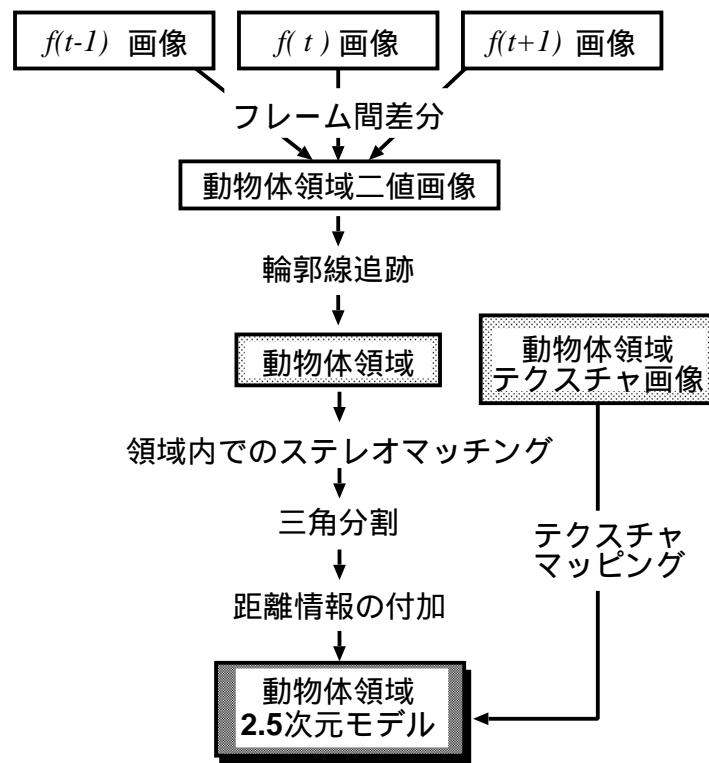 f(t-1) 画像
f( t ) 画像
f(t+1) 画像
フレーム間差分
動物体領域二値画像
輪郭線追跡
動物体領域
動物体領域
テクスチャ画像
領域内でのステレオマッチング
三角分割
テクスチャ
マッピング
距離情報の付加
動物体領域
2.5次元モデル